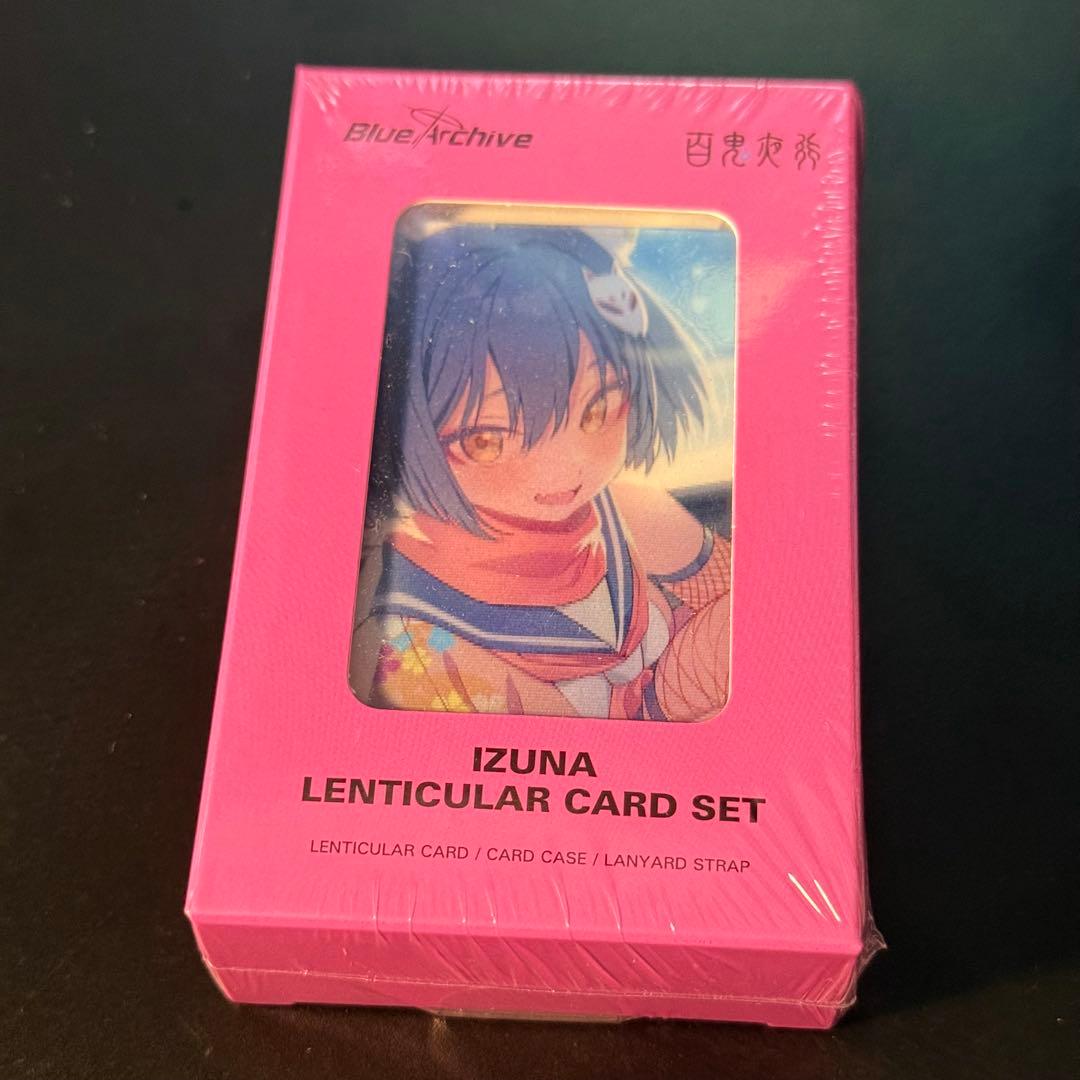 Blue Archive
百鬼夜行
IZUNA
LENTICULAR CARD SET
LENTICULAR CARD / CARD CASE / LANYARD STRAP